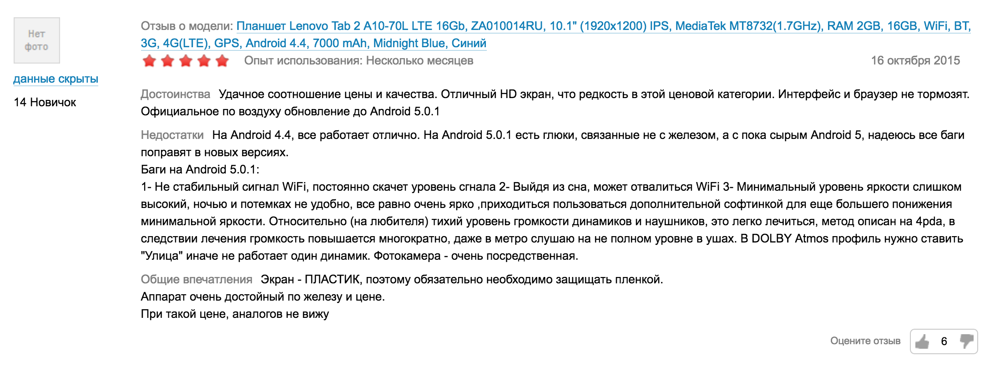 Нет
фото
данные скрыты
14 Новичок
Отзыв о модели: Планшет Lenovo Tab 2 A10-70L LTE 16Gb, ZA010014RU, 10.1" (1920x1200) IPS, MediaTek MT8732(1.7GHz), RAM 2GB, 16GB, WiFi, BT,
3G, 4G(LTE), GPS, Android 4.4, 7000 mAh, Midnight Blue, Синий
Опыт использования: Несколько месяцев
16 октября 2015
Достоинства Удачное соотношение цены и качества. Отличный HD экран, что редкость в этой ценовой категории. Интерфейс и браузер не тормозят.
Официальное по воздуху обновление до Android 5.0.1
Недостатки На Android 4.4, все работает отлично. На Android 5.0.1 есть глюки, связанные не с железом, а с пока сырым Android 5, надеюсь все баги
поправят в новых версиях.
Баги на Android 5.0.1:
1- Не стабильный сигнал WiFi, постоянно скачет уровень сгнала 2- Выйдя из сна, может отвалиться WiFi 3- Минимальный уровень яркости слишком
высокий, ночью и потемках не удобно, все равно очень ярко ,приходиться пользоваться дополнительной софтинкой для еще большего понижения
минимальной яркости. Относительно (на любителя) тихий уровень громкости динамиков и наушников, это легко лечиться, метод описан на 4pda, в
следствии лечения громкость повышается многократно, даже в метро слушаю на не полном уровне в ушах. В DOLBY Atmos профиль нужно ставить
"Улица" иначе не работает один динамик. Фотокамера - очень посредственная.
Общие впечатления Экран - ПЛАСТИК, поэтому обязательно необходимо защищать пленкой.
Аппарат очень достойный по железу и цене.
При такой цене, аналогов не вижу
Оцените отзыв 6